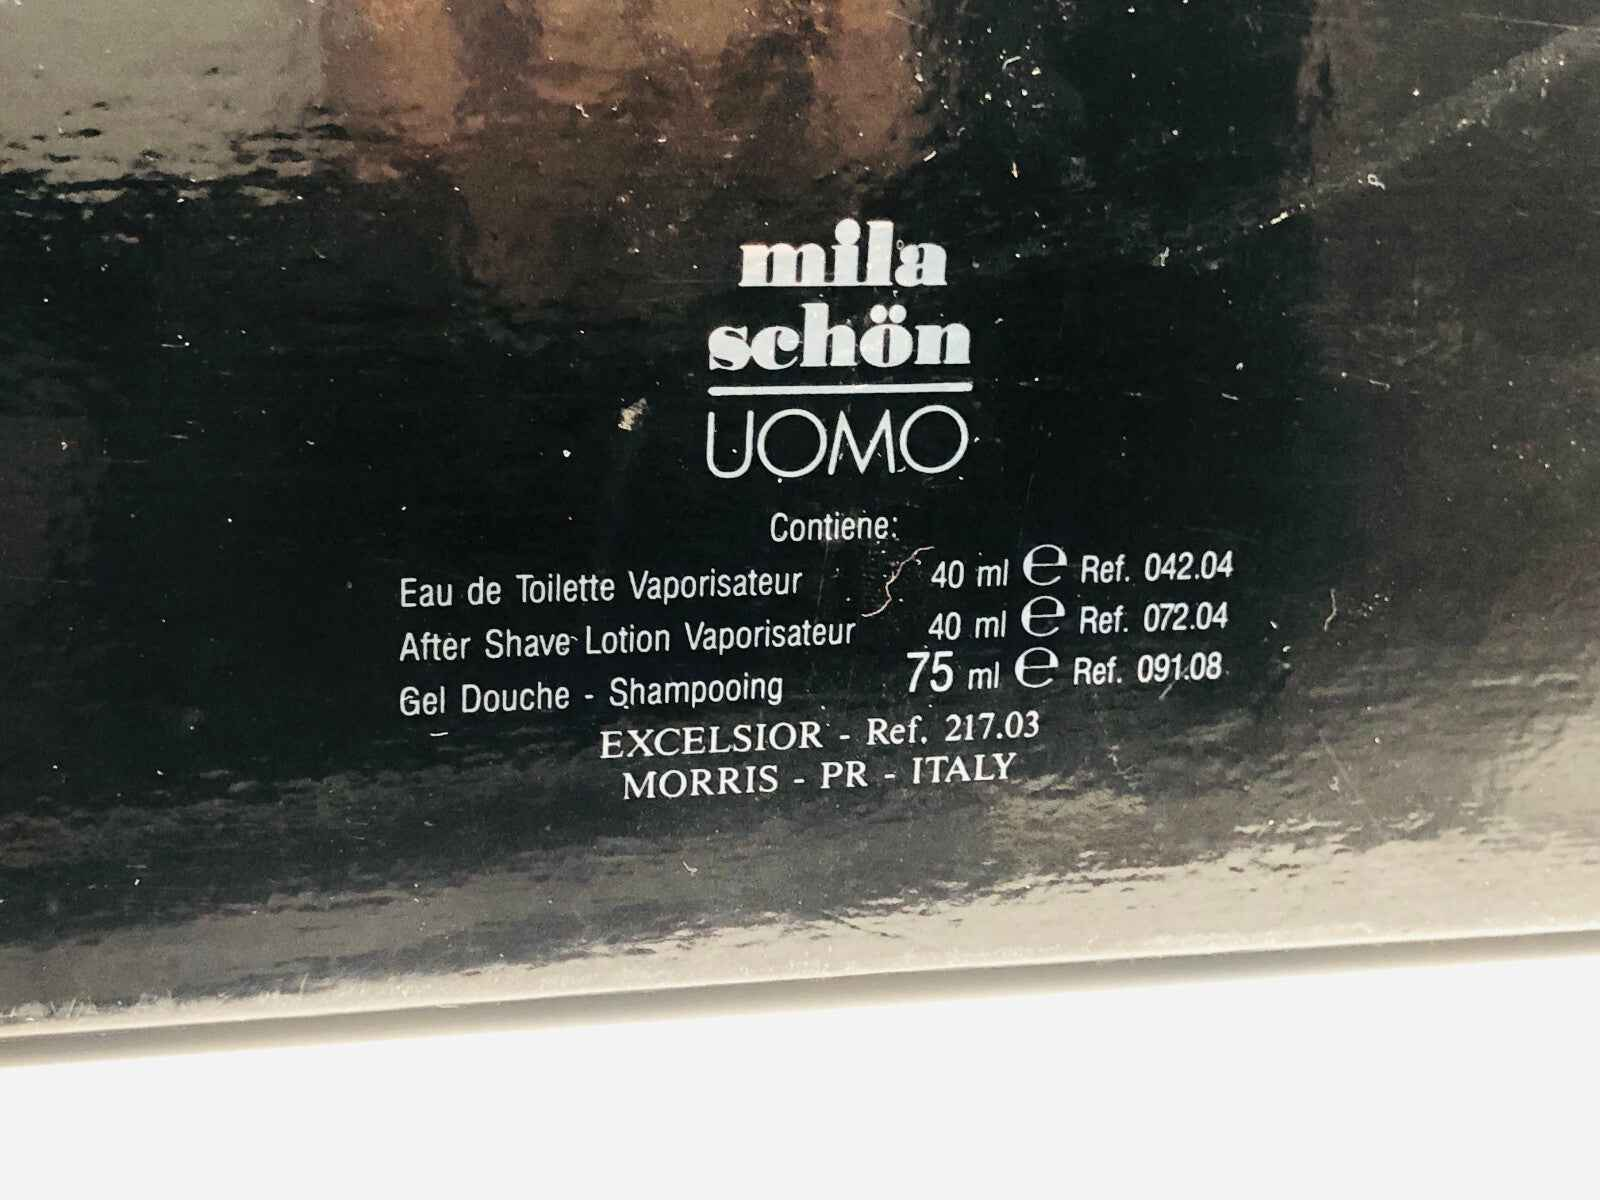 mila
schön
UOMO
Contiene:
Eau de Toilette Vaporisateur 40 ml ℮ Ref. 042.04
After Shave Lotion Vaporisateur 40 ml ℮ Ref. 072.04
Gel Douche - Shampooing 75 ml ℮ Ref. 091.08
EXCELSIOR - Ref. 217.03
MORRIS - PR - ITALY